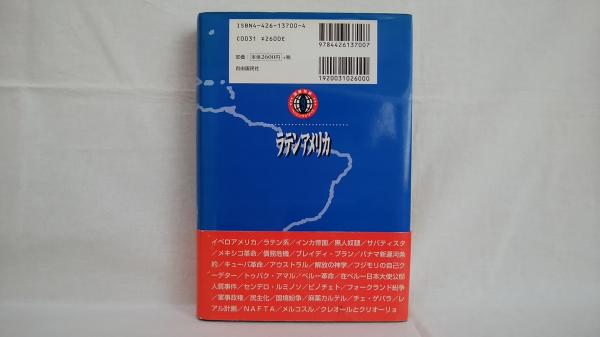 ISBN4-426-13700-4
C0031 ¥2600E
定価：本体2600円+税
自由国民社
9784426137007
1920031026000
ラテンアメリカ
イベロアメリカ／ラテン系／インカ帝国／黒人奴隷／サパティスタ
／メキシコ革命／債務危機／ブレイディ・プラン／パナマ新運河条
約／キューバ革命／アウストラル／解放の神学／フジモリの自己ク
ーデター／トゥパク・アマル／ペルー革命／在ペルー日本大使公邸
人質事件／センデロ・ルミノソ／ピノチェト／フォークランド紛争
／軍事政権／民主化／国境紛争／麻薬カルテル／チェ・ゲバラ／レ
アル計画／NAFTA／メルコスル／クレオールとクリオーリョ